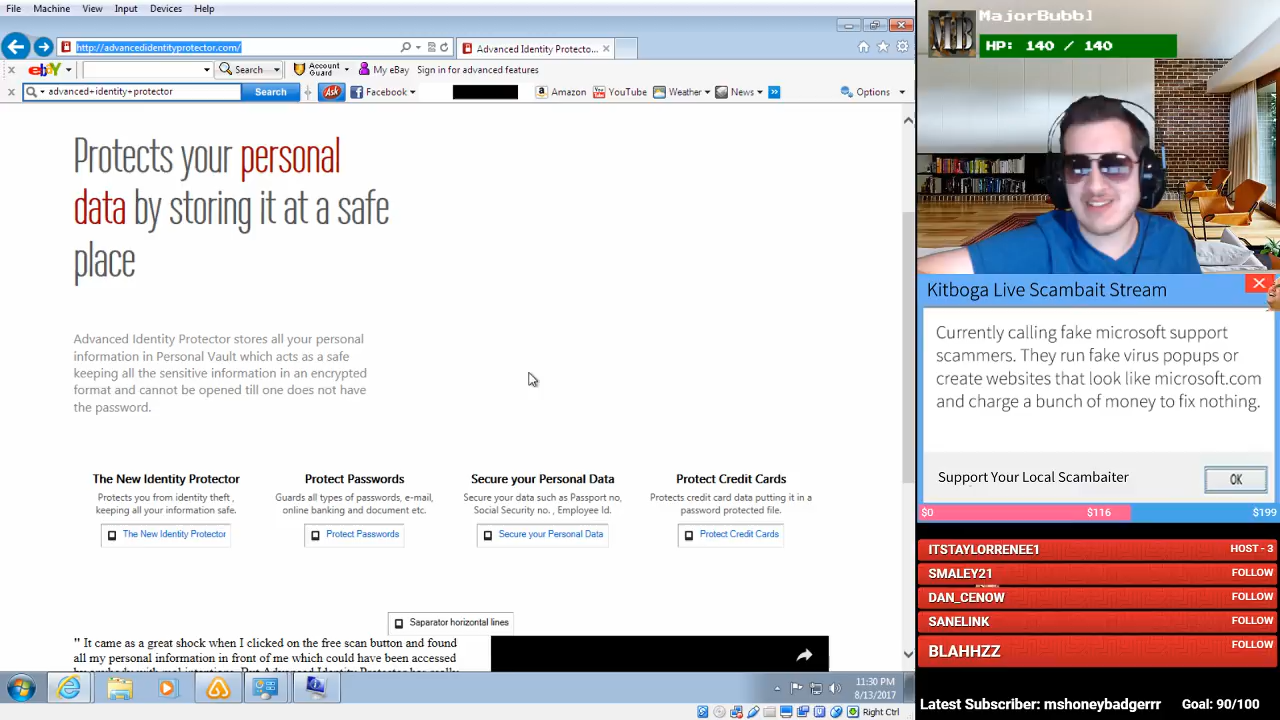 File Machine View Input Devices Help
http://advancedidentityprotector.com/
Advanced Identity Protecto...
ebY Search Account Guard My eBay Sign in for advanced features
advanced+identity+protector Search Ask Facebook Amazon YouTube Weather News Options
Protects your personal
data by storing it at a safe
place
Advanced Identity Protector stores all your personal
information in Personal Vault which acts as a safe
keeping all the sensitive information in an encrypted
format and cannot be opened till one does not have
the password.
The New Identity Protector
Protects you from identity theft ,
keeping all your information safe.
The New Identity Protector
Protect Passwords
Guards all types of passwords, e-mail,
online banking and document etc.
Protect Passwords
Secure your Personal Data
Secure your data such as Passport no,
Social Security no. , Employee Id.
Secure your Personal Data
Protect Credit Cards
Protects credit card data putting it in a
password protified file.
Protect Credit Cards
Saparator horizontal lines
" It came as a great shock when I clicked on the free scan button and found
all my personal information in front of me which could have been accessed
11:30 PM
8/13/2017
Right Ctrl
MajorBubb]
MB
HP: 140 / 140
Kitboga Live Scambait Stream
Currently calling fake microsoft support
scammers. They run fake virus popups or
create websites that look like microsoft.com
and charge a bunch of money to fix nothing.
Support Your Local Scambaiter
OK
$0 $116 $199
ITSTAYLORRENEE1 HOST - 3
SMALEY21 FOLLOW
DAN_CENOW FOLLOW
SANELINK FOLLOW
BLAHHZZ FOLLOW
Latest Subscriber: mshoneybadgerrr Goal: 90/100